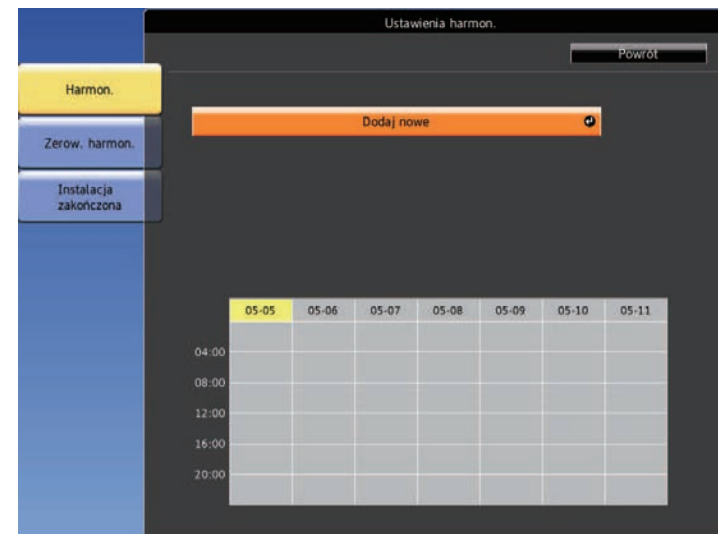 Ustawienia harmon.
Powrót
Harmon.
Dodaj nowe
Zerow. harmon.
Instalacja
zakończona
05-05 05-06 05-07 05-08 05-09 05-10 05-11
04:00
08:00
12:00
16:00
20:00